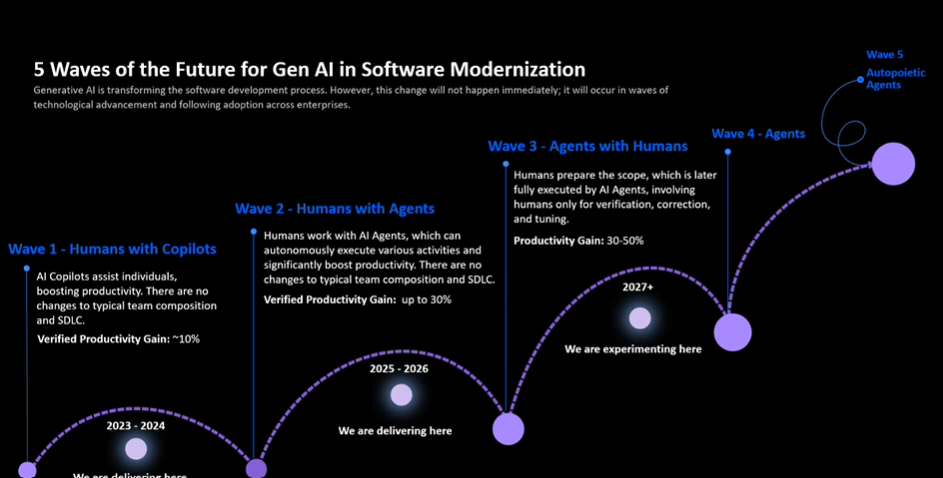 Wave 5
Autopoietic
Agents
5 Waves of the Future for Gen AI in Software Modernization
Generative AI is transforming the software development process. However, this change will not happen immediately; it will occur in waves of
technological advancement and following adoption across enterprises.
Wave 4 - Agents
Wave 3 - Agents with Humans
Humans prepare the scope, which is later
fully executed by AI Agents, involving
humans only for verification, correction,
and tuning.
Productivity Gain: 30-50%
Wave 2 - Humans with Agents
Humans work with AI Agents, which can
autonomously execute various activities and
significantly boost productivity. There are no
changes to typical team composition and SDLC.
Verified Productivity Gain: up to 30%
Wave 1 - Humans with Copilots
AI Copilots assist individuals,
boosting productivity. There are no
changes to typical team composition
and SDLC.
Verified Productivity Gain: ~10%
2027+
We are experimenting here
2025 - 2026
We are delivering here
2023 - 2024
We are delivering here